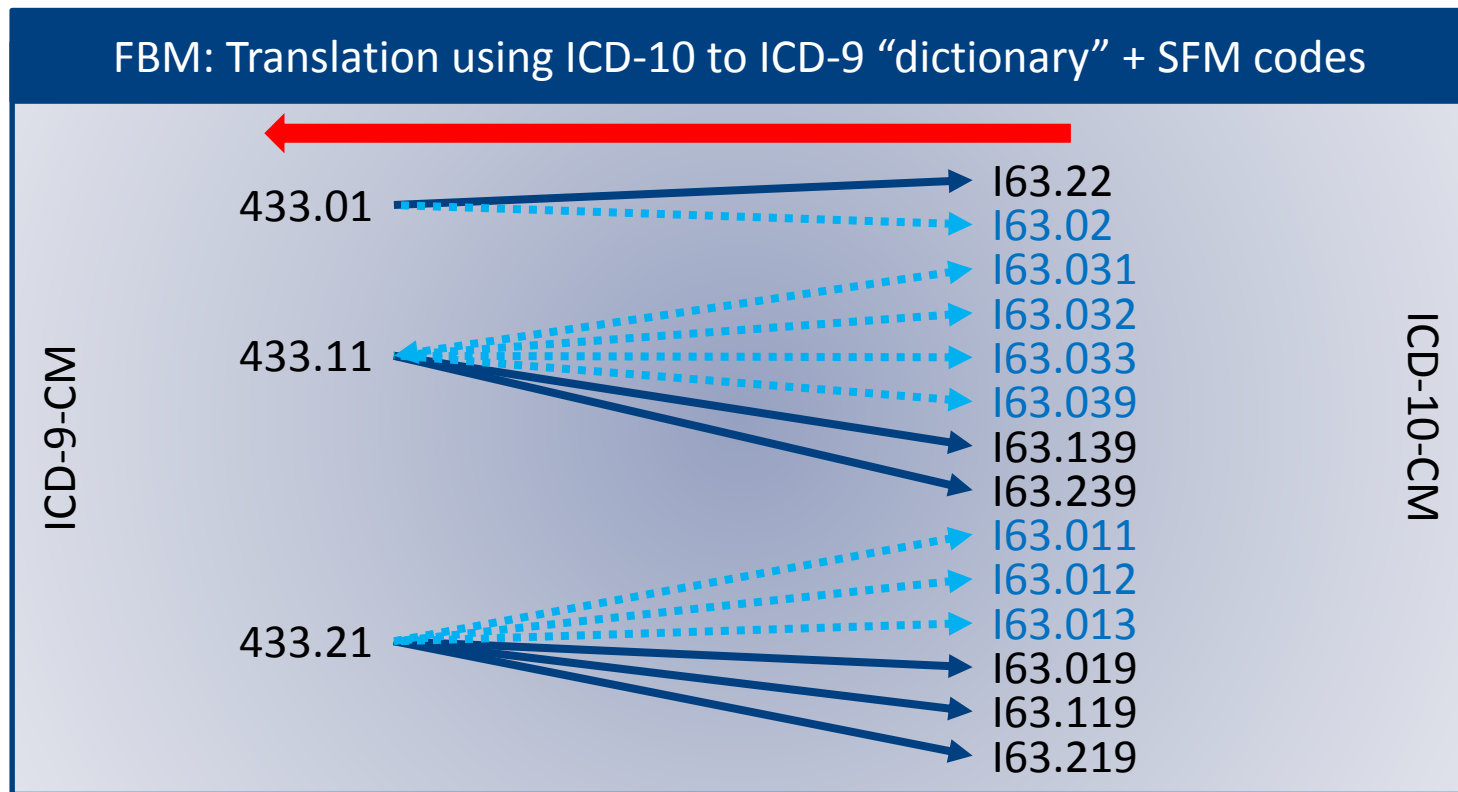 FBM: Translation using ICD-10 to ICD-9 “dictionary” + SFM codes
ICD-9-CM
433.01
433.11
433.21
I63.22
I63.02
I63.031
I63.032
I63.033
I63.039
I63.139
I63.239
I63.011
I63.012
I63.013
I63.019
I63.119
I63.219
ICD-10-CM